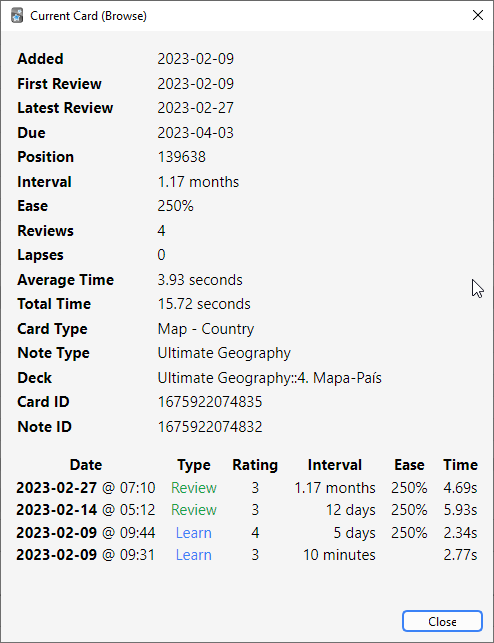 Current Card (Browse)
Added 2023-02-09
First Review 2023-02-09
Latest Review 2023-02-27
Due 2023-04-03
Position 139638
Interval 1.17 months
Ease 250%
Reviews 4
Lapses 0
Average Time 3.93 seconds
Total Time 15.72 seconds
Card Type Map - Country
Note Type Ultimate Geography
Deck Ultimate Geography::4. Mapa-País
Card ID 1675922074835
Note ID 1675922074832
Date Type Rating Interval Ease Time
2023-02-27 @ 07:10 Review 3 1.17 months 250% 4.69s
2023-02-14 @ 05:12 Review 3 12 days 250% 5.93s
2023-02-09 @ 09:44 Learn 4 5 days 250% 2.34s
2023-02-09 @ 09:31 Learn 3 10 minutes 2.77s
Close